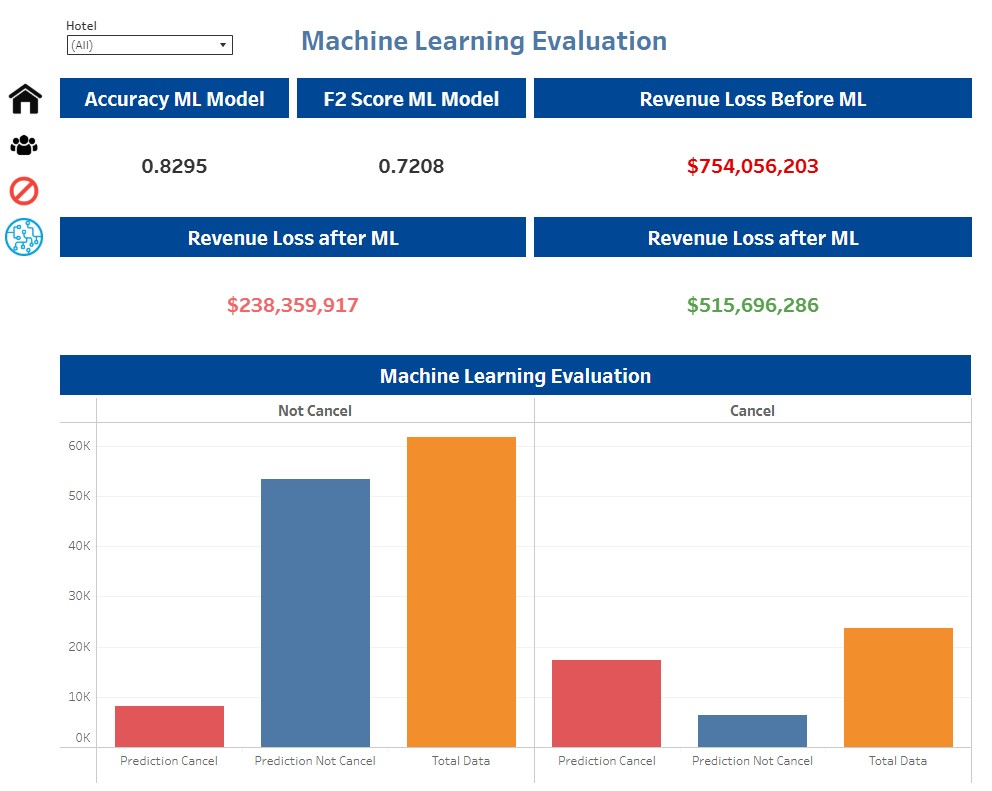 Hotel
(All)
Machine Learning Evaluation
Accuracy ML Model
F2 Score ML Model
Revenue Loss Before ML
0.8295
0.7208
$754,056,203
Revenue Loss after ML
Revenue Loss after ML
$238,359,917
$515,696,286
Machine Learning Evaluation
Not Cancel
Cancel
60K
50K
40K
30K
20K
10K
0K
Prediction Cancel
Prediction Not Cancel
Total Data
Prediction Cancel
Prediction Not Cancel
Total Data